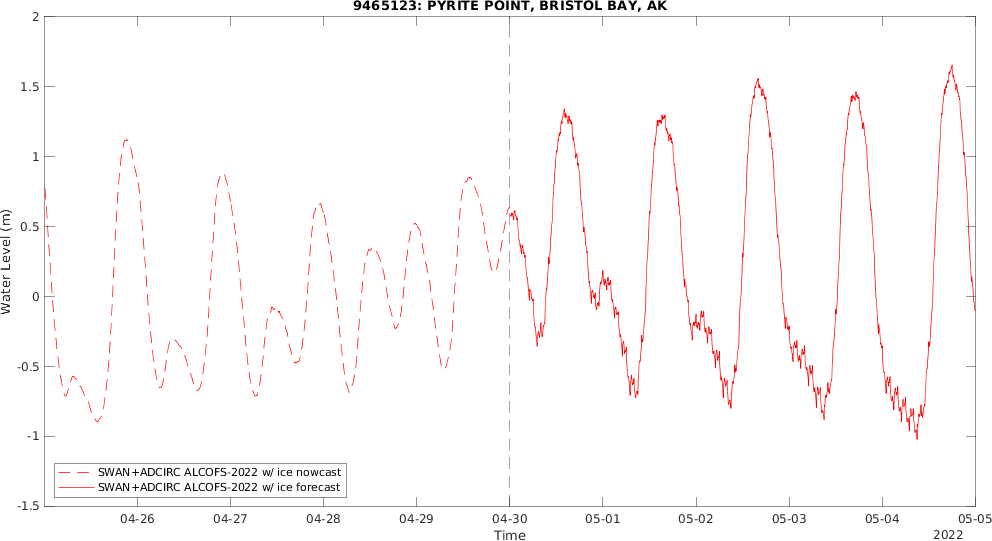 9465123: PYRITE POINT, BRISTOL BAY, AK
2
1.5
1
0.5
0
-0.5
-1
-1.5
Water Level (m)
SWAN+ADCIRC ALCOFS-2022 w/ ice nowcast
SWAN+ADCIRC ALCOFS-2022 w/ ice forecast
04-26 04-27 04-28 04-29 04-30 05-01 05-02 05-03 05-04 05-05
Time
2022